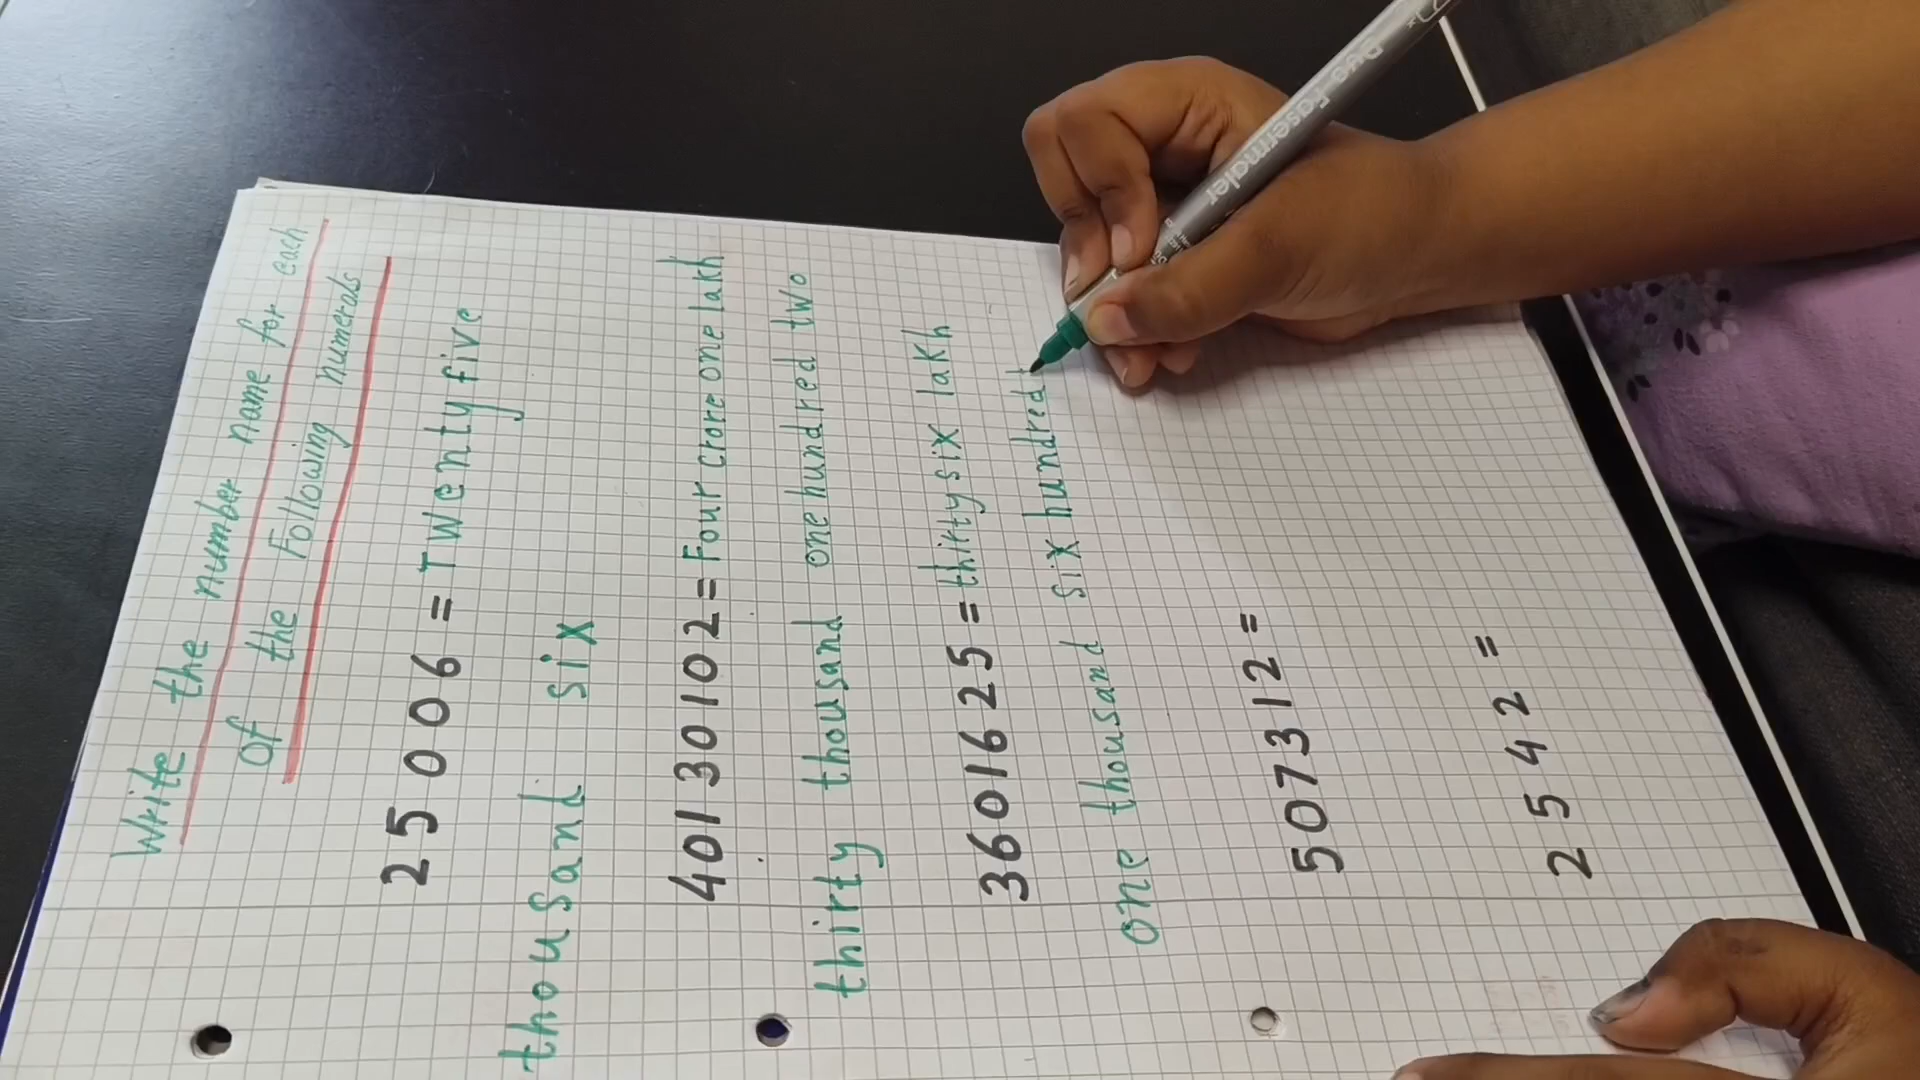 Write the number name for each
of the Following numerals
25006 = Twenty five
thousand six
40130102 = Four crore one lakh
thirty thousand one hundred two
3601625 = thirty six lakh
one thousand six hundred
507312 =
25542 =
Duo-Fasermaler